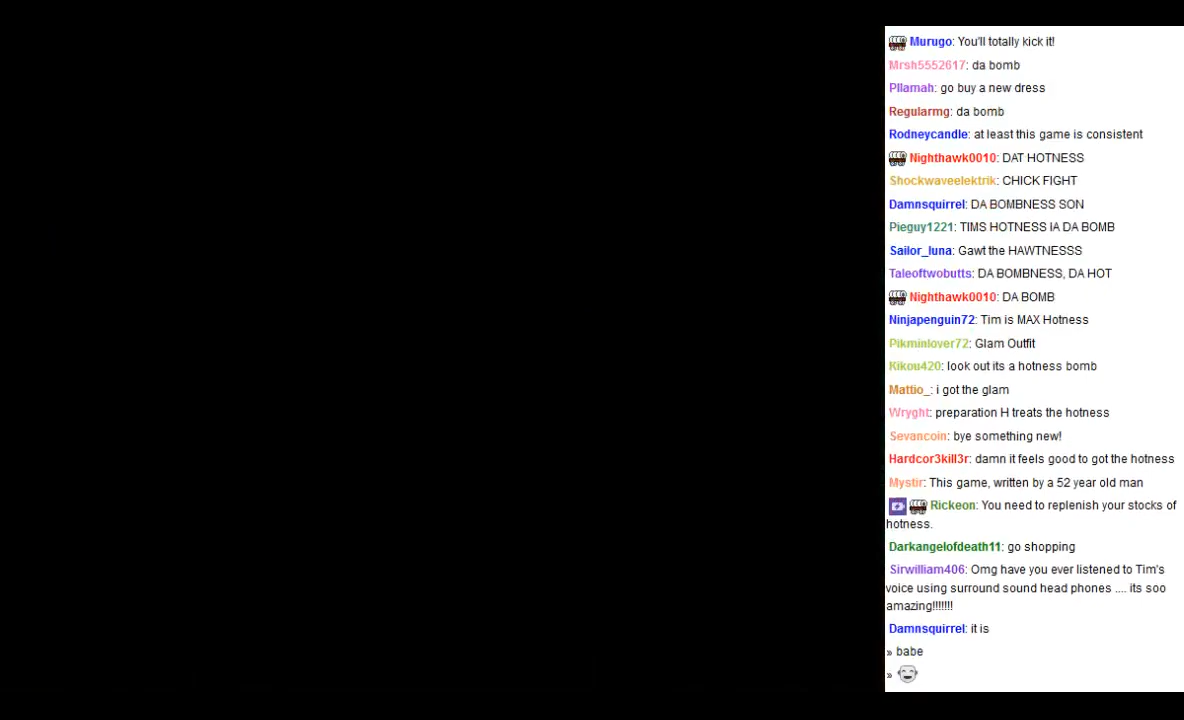 Murugo: You'll totally kick it!
Mrsh5552617: da bomb
Pllamah: go buy a new dress
Regularmg: da bomb
Rodneycandle: at least this game is consistent
Nighthawk0010: DAT HOTNESS
Shockwaveelektrik: CHICK FIGHT
Damnsquirrel: DA BOMBNESS SON
Pieguy1221: TIMS HOTNESS IA DA BOMB
Sailor_luna: Gawt the HAWTNESSS
Taleoftwobutts: DA BOMBNESS, DA HOT
Nighthawk0010: DA BOMB
Ninjapenguin72: Tim is MAX Hotness
Pikminlover72: Glam Outfit
Kikou420: look out its a hotness bomb
Mattio_: i got the glam
Wryght: preparation H treats the hotness
Sevancoin: bye something new!
Hardcor3kill3r: damn it feels good to got the hotness
Mystir: This game, written by a 52 year old man
Rickeon: You need to replenish your stocks of
hotness.
Darkangelofdeath11: go shopping
Sirwilliam406: Omg have you ever listened to Tim's
voice using surround sound head phones .... its soo
amazing!!!!!!!
Damnsquirrel: it is
» babe
»